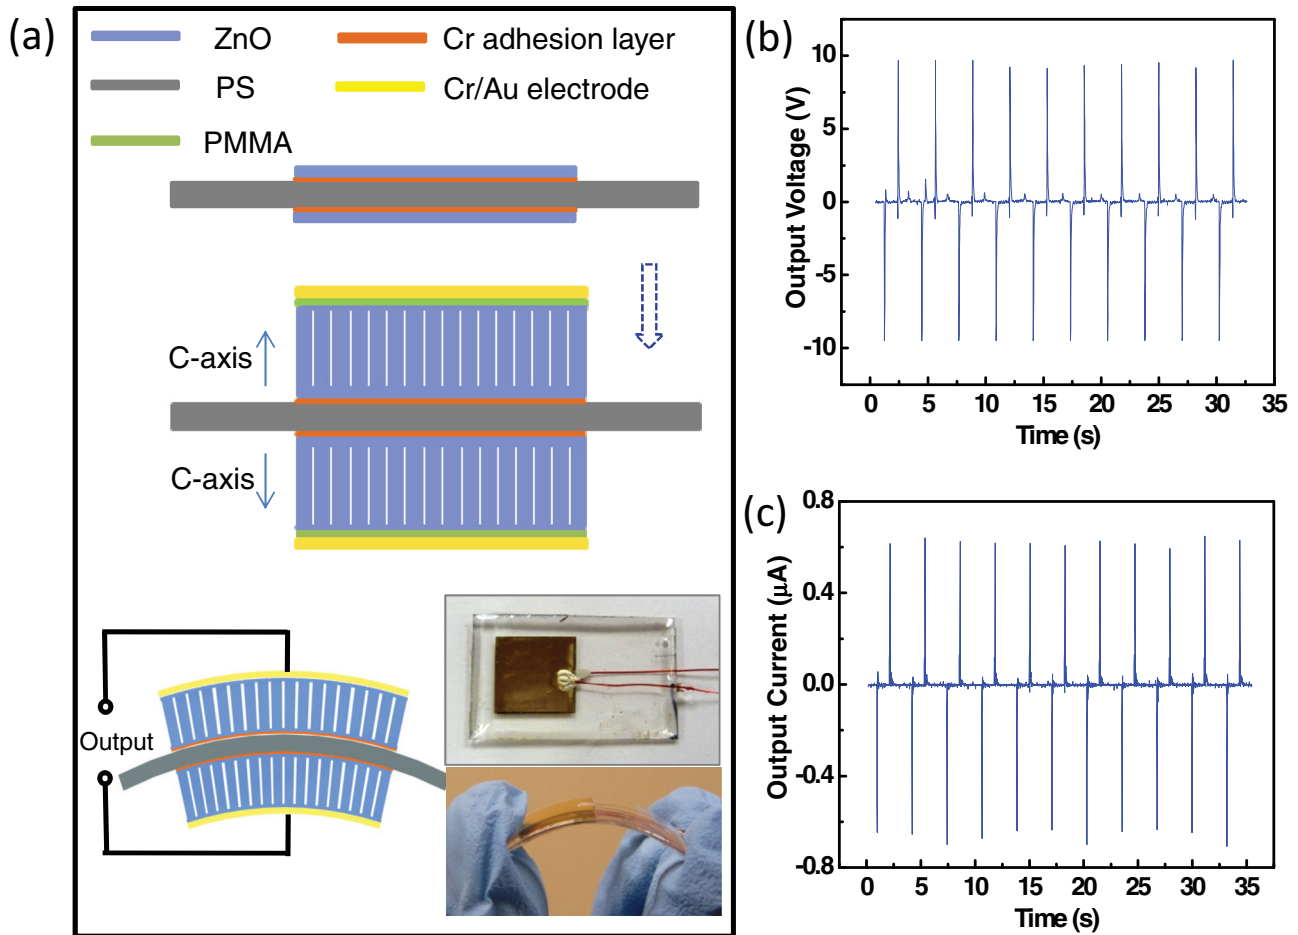 (a)
ZnO
Cr adhesion layer
PS
Cr/Au electrode
PMMA
C-axis
C-axis
Output
(b)
10
5
0
-5
-10
Output Voltage (V)
0 5 10 15 20 25 30 35
Time (s)
(c)
0.8
0.4
0.0
-0.4
-0.8
Output Current (μA)
0 5 10 15 20 25 30 35
Time (s)